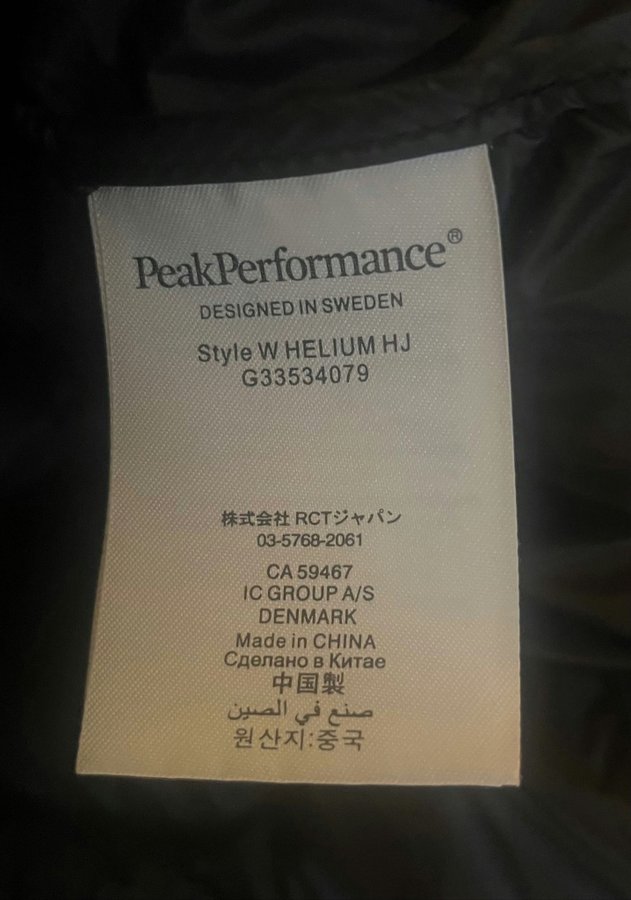 PeakPerformance®
DESIGNED IN SWEDEN
Style W HELIUM HJ
G33534079
株式会社 RCTジャパン
03-5768-2061
CA 59467
IC GROUP A/S
DENMARK
Made in CHINA
Сделано в Китае
中国製
صنع في الصين
원산지:중국